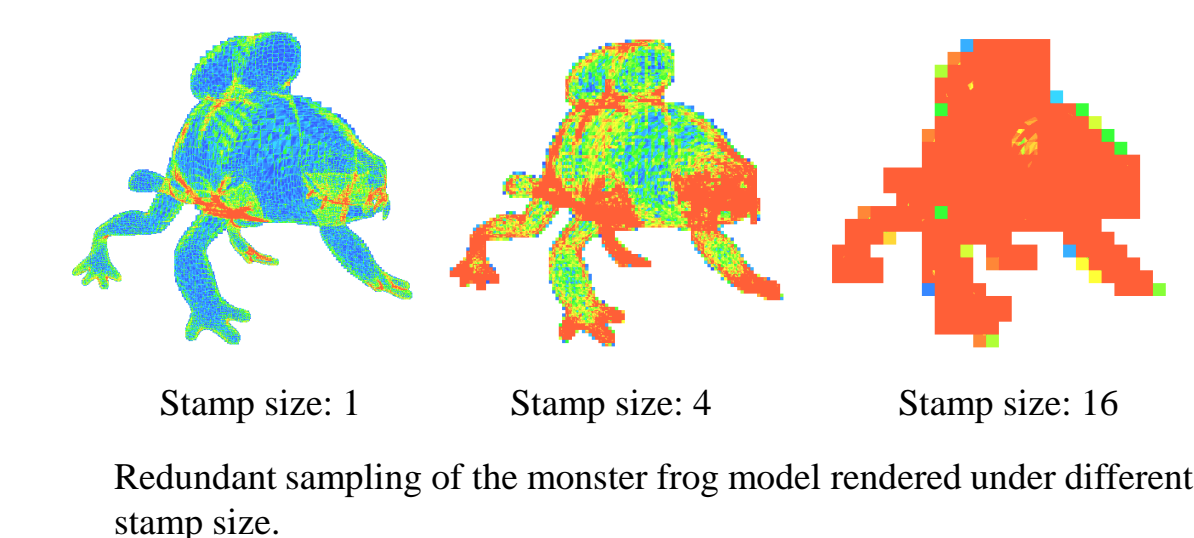 Stamp size: 1
Stamp size: 4
Stamp size: 16
Redundant sampling of the monster frog model rendered under different
stamp size.